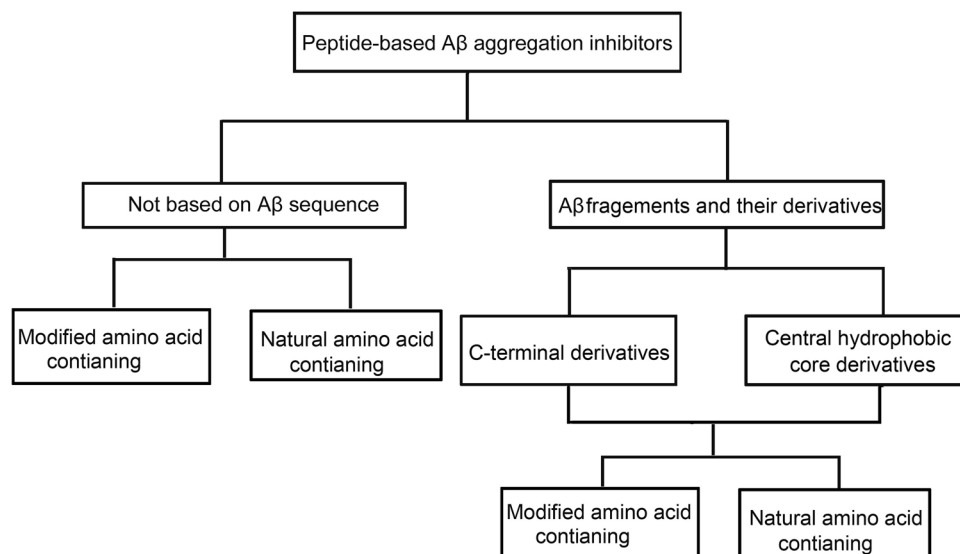 Peptide-based Aβ aggregation inhibitors
Not based on Aβ sequence
Aβfragements and their derivatives
Modified amino acid
contianing
Natural amino acid
contianing
C-terminal derivatives
Central hydrophobic
core derivatives
Modified amino acid
contianing
Natural amino acid
contianing